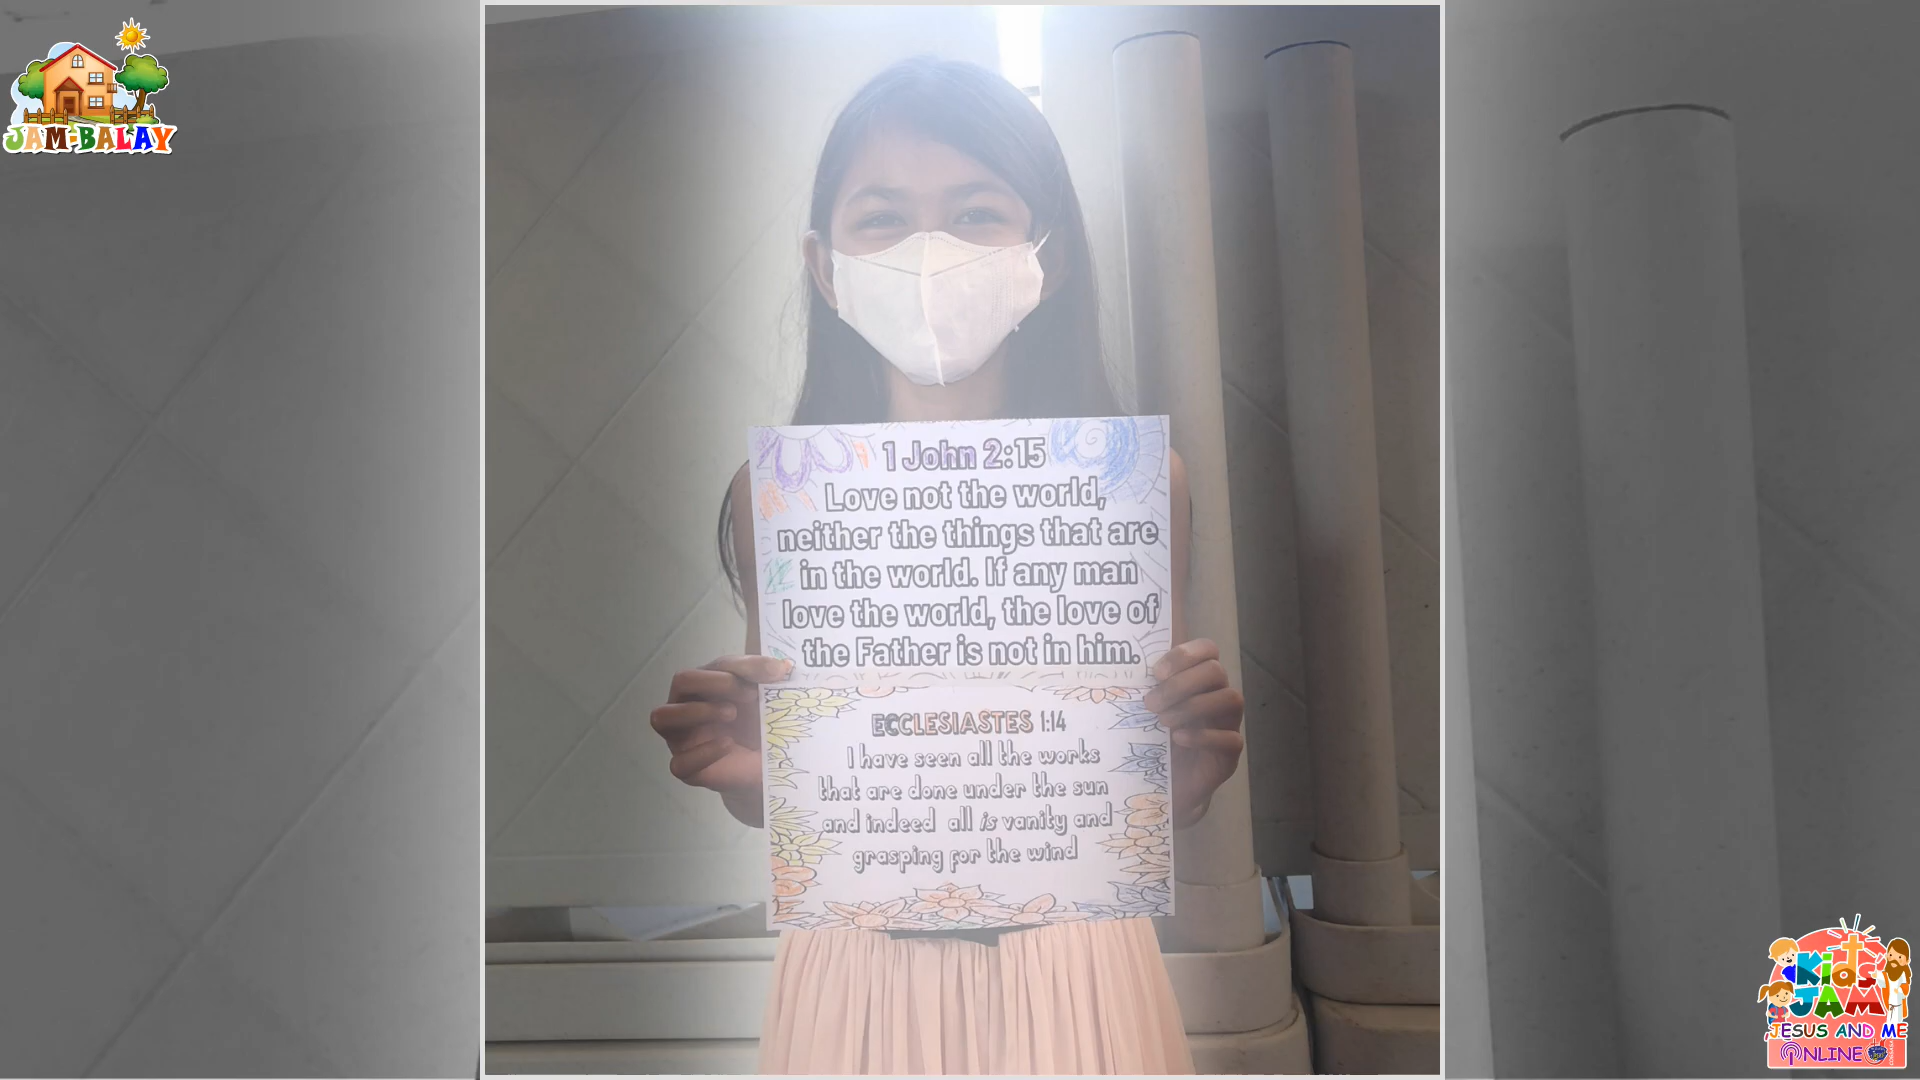 JAM-BALAY
1 John 2:15
Love not the world,
neither the things that are
in the world. If any man
love the world, the love of
the Father is not in him.
ECCLESIASTES 1:14
I have seen all the works
that are done under the sun
and indeed all is vanity and
grasping for the wind
Kids'
JAM
JESUS AND ME
ONLINE